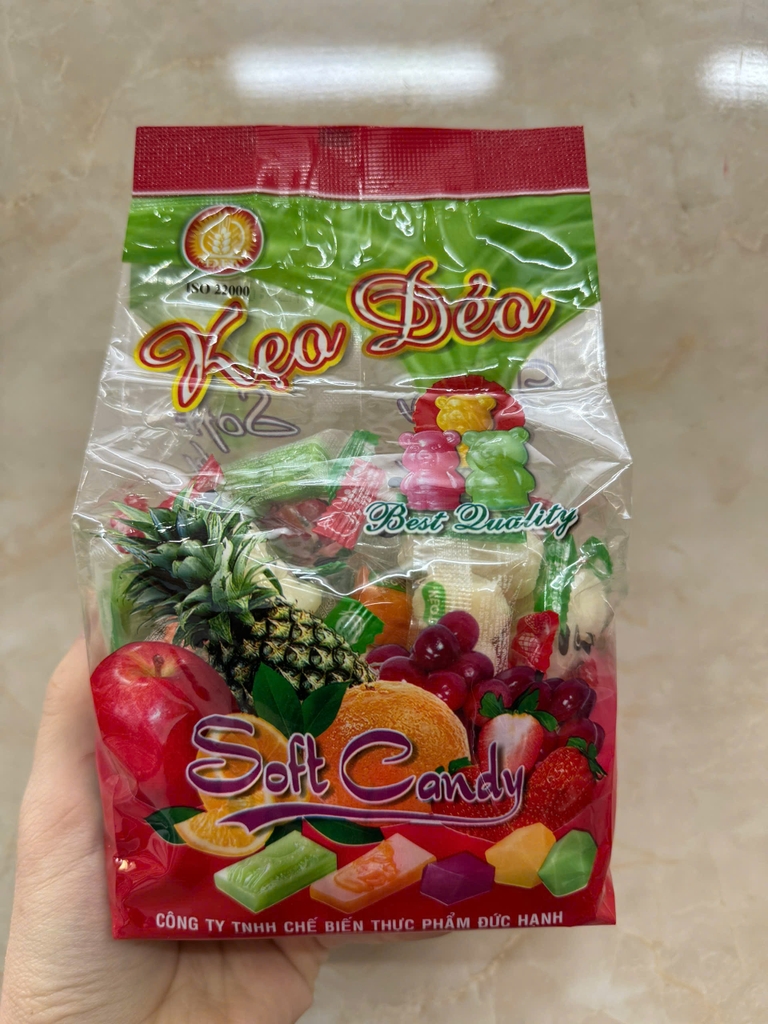 ISO 22000
Kẹo Dẻo
Best Quality
Soft Candy
CÔNG TY TNHH CHẾ BIẾN THỰC PHẨM ĐỨC HẠNH